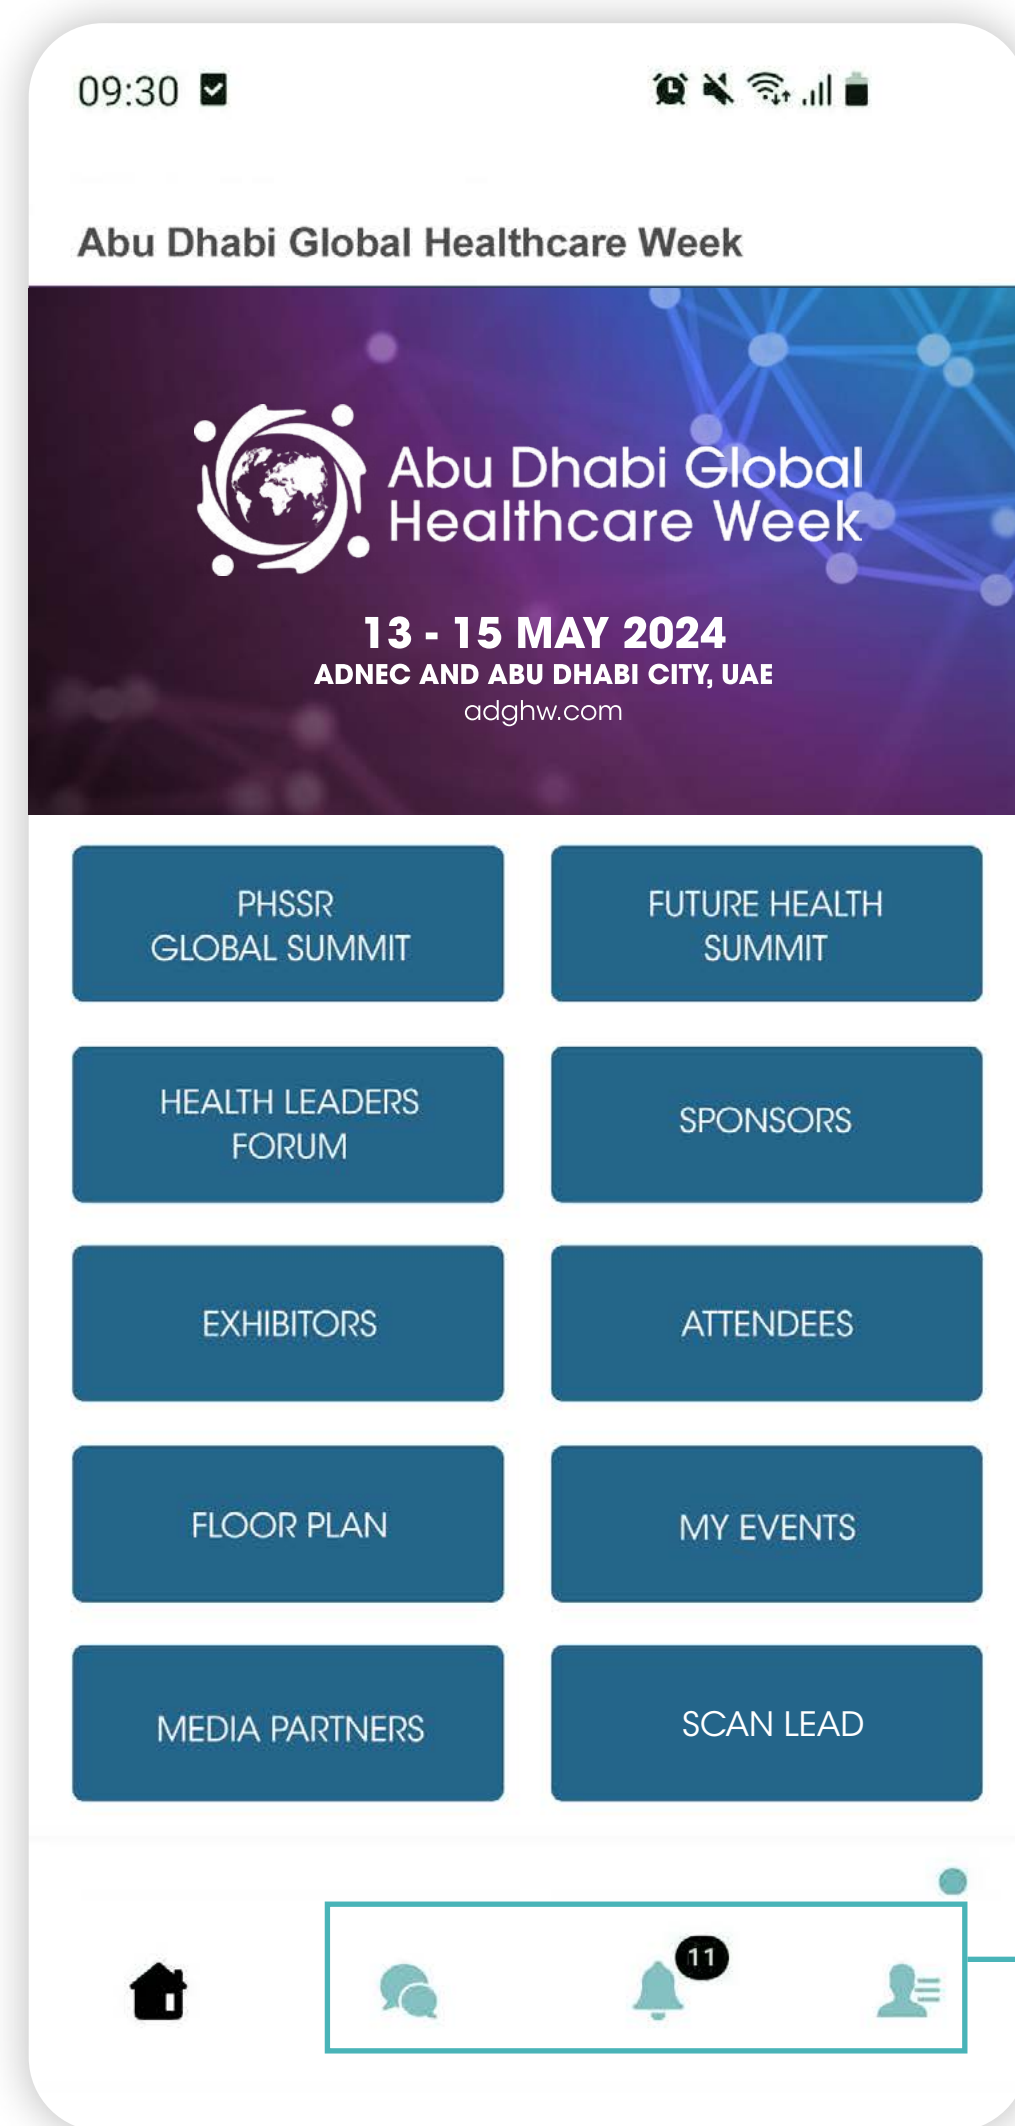 09:30
Abu Dhabi Global Healthcare Week
Abu Dhabi Global
Healthcare Week
13 - 15 MAY 2024
ADNEC AND ABU DHABI CITY, UAE
adghw.com
PHSSR
GLOBAL SUMMIT
FUTURE HEALTH
SUMMIT
HEALTH LEADERS
FORUM
SPONSORS
EXHIBITORS
ATTENDEES
FLOOR PLAN
MY EVENTS
MEDIA PARTNERS
SCAN LEAD
11